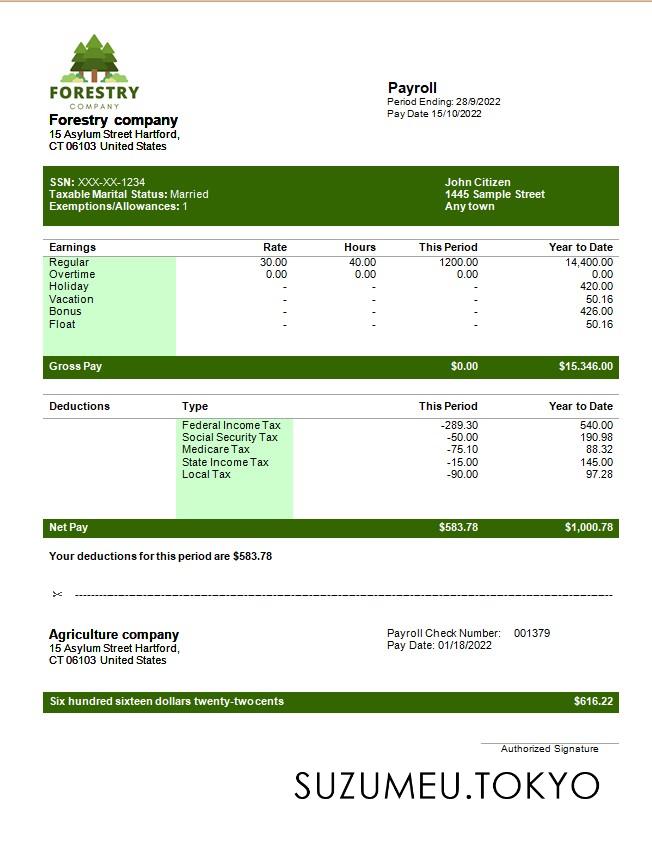 FORESTRY
COMPANY
Forestry company
15 Asylum Street Hartford,
CT 06103 United States
Payroll
Period Ending: 28/9/2022
Pay Date 15/10/2022
SSN: XXX-XX-1234
Taxable Marital Status: Married
Exemptions/Allowances: 1
John Citizen
1445 Sample Street
Any town
Earnings Rate Hours This Period Year to Date
Regular 30.00 40.00 1200.00 14,400.00
Overtime 0.00 0.00 0.00 0.00
Holiday - - - 420.00
Vacation - - - 50.16
Bonus - - - 426.00
Float - - - 50.16
Gross Pay $0.00 $15.346.00
Deductions Type This Period Year to Date
Federal Income Tax -289.30 540.00
Social Security Tax -50.00 190.98
Medicare Tax -75.10 88.32
State Income Tax -15.00 145.00
Local Tax -90.00 97.28
Net Pay $583.78 $1,000.78
Your deductions for this period are $583.78
Agriculture company
15 Asylum Street Hartford,
CT 06103 United States
Payroll Check Number: 001379
Pay Date: 01/18/2022
Six hundred sixteen dollars twenty-two cents $616.22
Authorized Signature
SUZUMEU.TOKYO